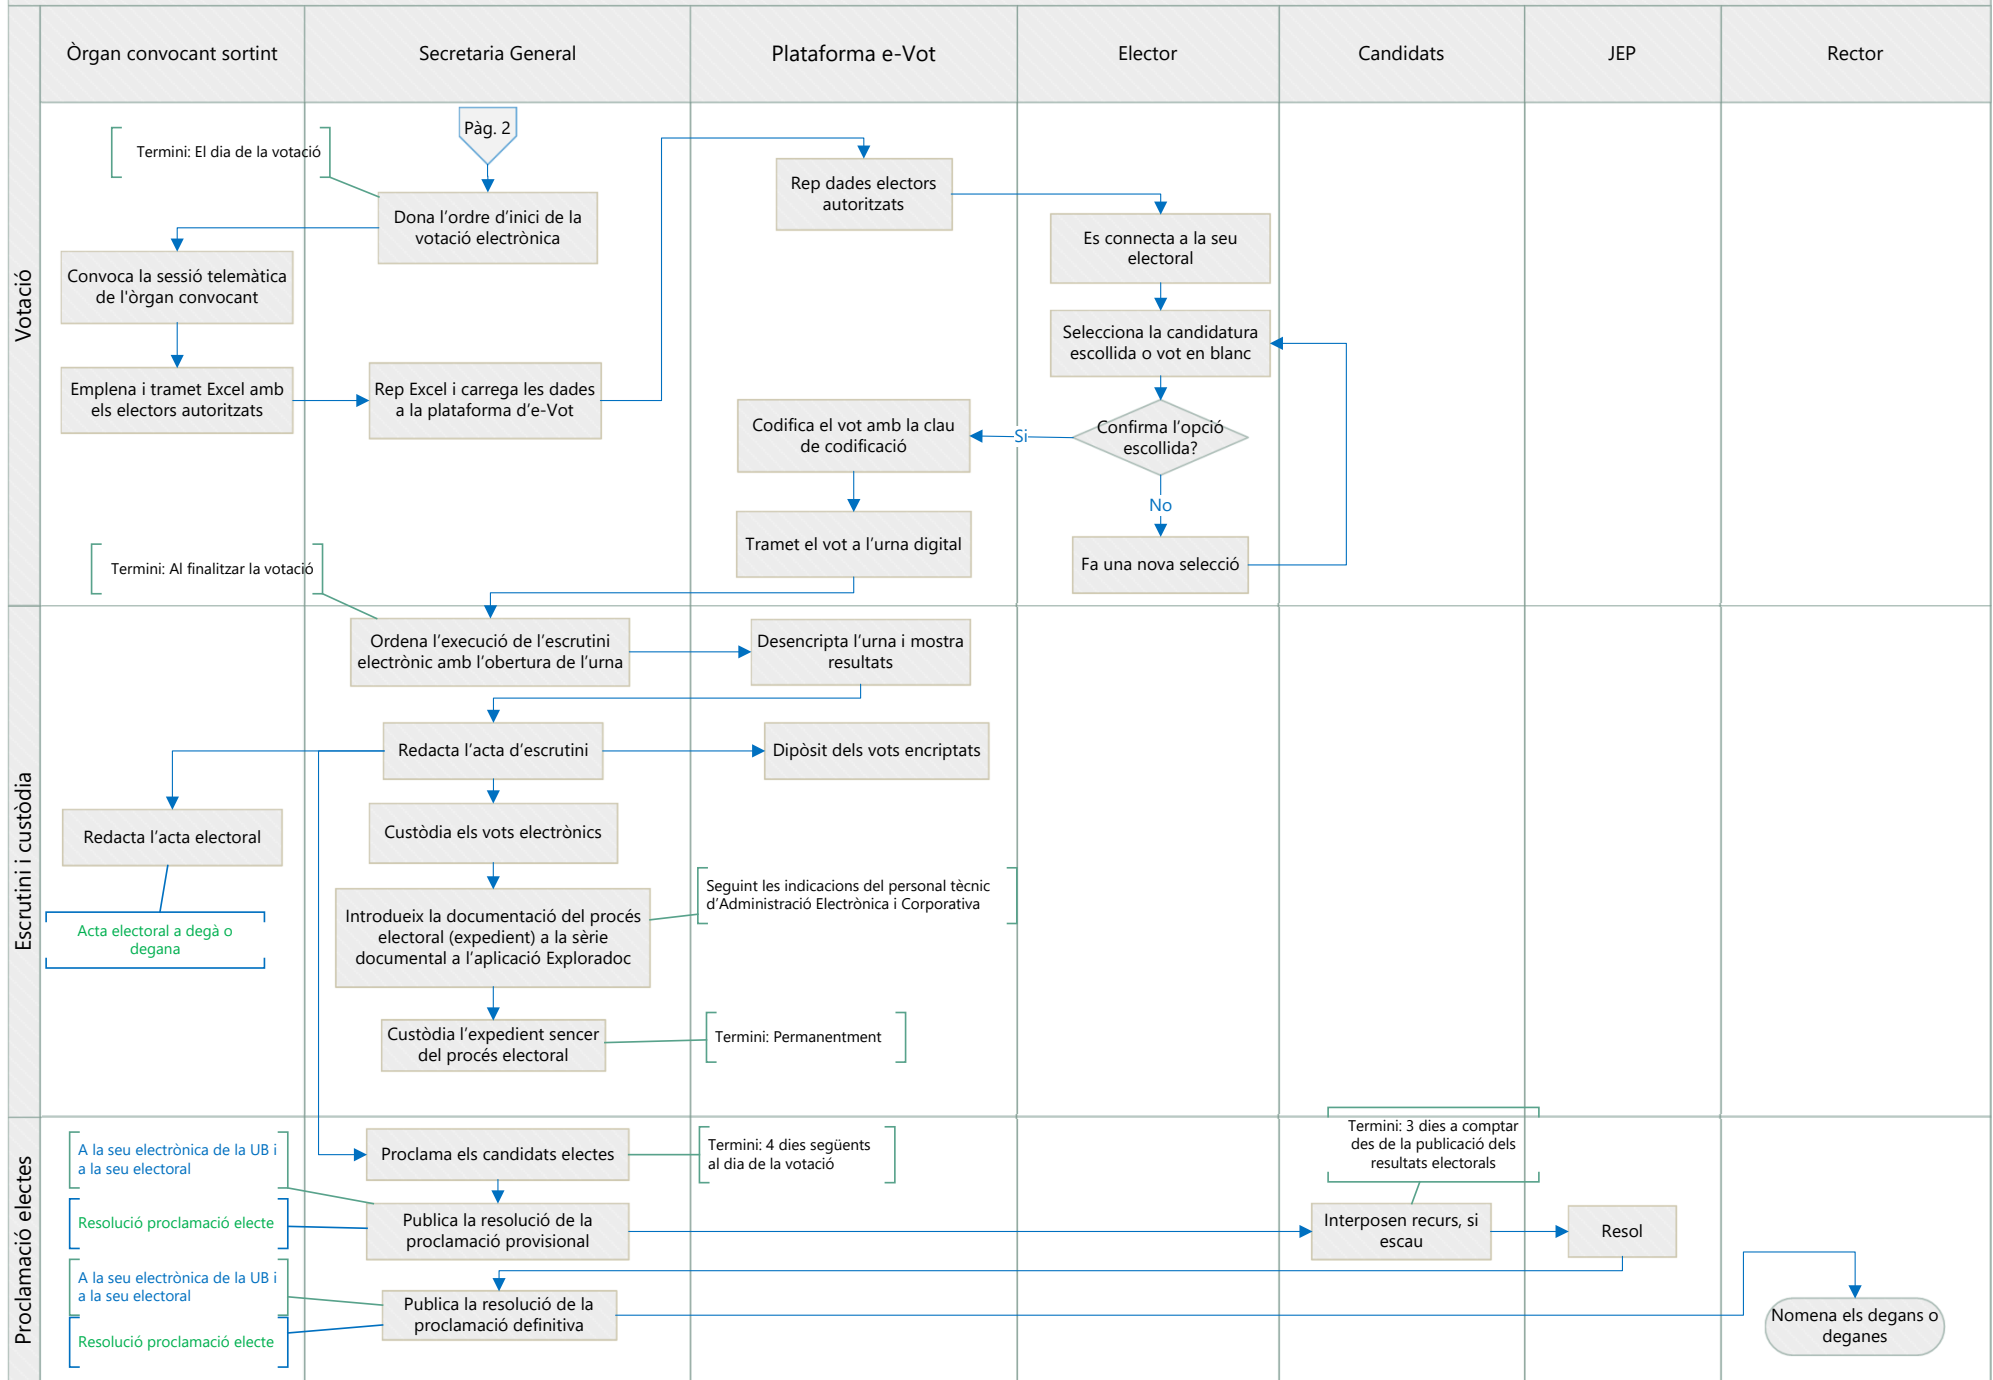 Òrgan convocant sortint
Secretaria General
Plataforma e-Vot
Elector
Candidats
JEP
Rector
Votació
Pàg. 2
Termini: El dia de la votació
Dona l'ordre d'inici de la
votació electrònica
Rep dades electors
autoritzats
Es connecta a la seu
electoral
Convoca la sessió telemàtica
de l'òrgan convocant
Selecciona la candidatura
escollida o vot en blanc
Emplena i tramet Excel amb
els electors autoritzats
Rep Excel i carrega les dades
a la plataforma d'e-Vot
Codifica el vot amb la clau
de codificació
Si
Confirma l'opció
escollida?
No
Tramet el vot a l'urna digital
Fa una nova selecció
Termini: Al finalitzar la votació
Escrutini i custòdia
Ordena l'execució de l'escrutini
electrònic amb l'obertura de l'urna
Desencripta l'urna i mostra
resultats
Redacta l'acta d'escrutini
Dipòsit dels vots encriptats
Redacta l'acta electoral
Custòdia els vots electrònics
Acta electoral a degà o
degana
Introdueix la documentació del procés
electoral (expedient) a la sèrie
documental a l'aplicació Exploradoc
Seguint les indicacions del personal tècnic
d'Administració Electrònica i Corporativa
Custòdia l'expedient sencer
del procés electoral
Termini: Permanentment
Proclamació electes
A la seu electrònica de la UB i
a la seu electoral
Proclama els candidats electes
Termini: 4 dies següents
al dia de la votació
Termini: 3 dies a comptar
des de la publicació dels
resultats electorals
Resolució proclamació electe
Publica la resolució de la
proclamació provisional
Interposen recurs, si
escau
Resol
A la seu electrònica de la UB i
a la seu electoral
Resolució proclamació electe
Publica la resolució de la
proclamació definitiva
Nomena els degans o
deganes